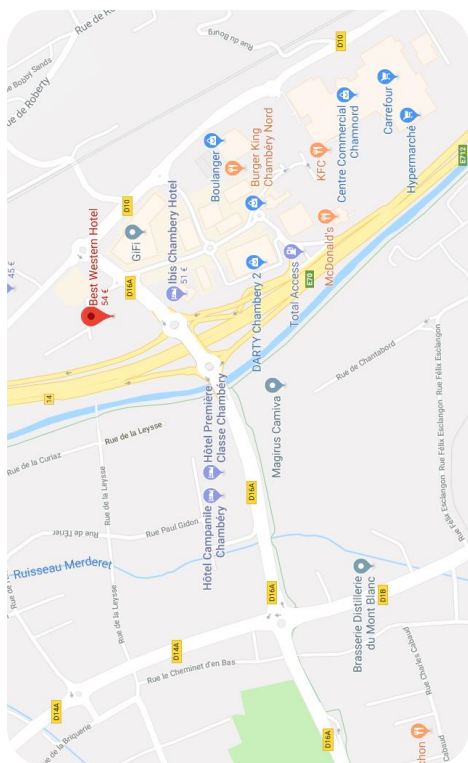 Rue de Roberty
D10
Rue du Bourg
45 €
Best Western Hotel
54 €
D10
GiFi
Boulanger
Burger King
Chambéry Nord
KFC
Centre Commercial
Chamnord
Carrefour
Hypermarché
D16A
Ibis Chambery Hotel
51 €
DARTY Chambery 2
Total Access
McDonald's
E70
E712
14
Rue de la Leysse
Rue de la Curiaz
Rue de la Leysse
Hôtel Première
Classe Chambéry
Hôtel Campanile
Chambéry
Magirus Camiva
Rue de Chantabord
Rue Félix Esclangon
Rue Félix Esclangon
Rue Félix Esclangon
Rue de l'Érier
Rue Paul Gidon
D16A
Ruisseau Merderet
Rue de la Leysse
D16A
D1B
Brasserie Distillerie
du Mont Blanc
D14A
Rue le Cheminet d'en Bas
D14A
Rue de la Briquerie
D16A
Rue Charles Cabaud
Cabaud
chon